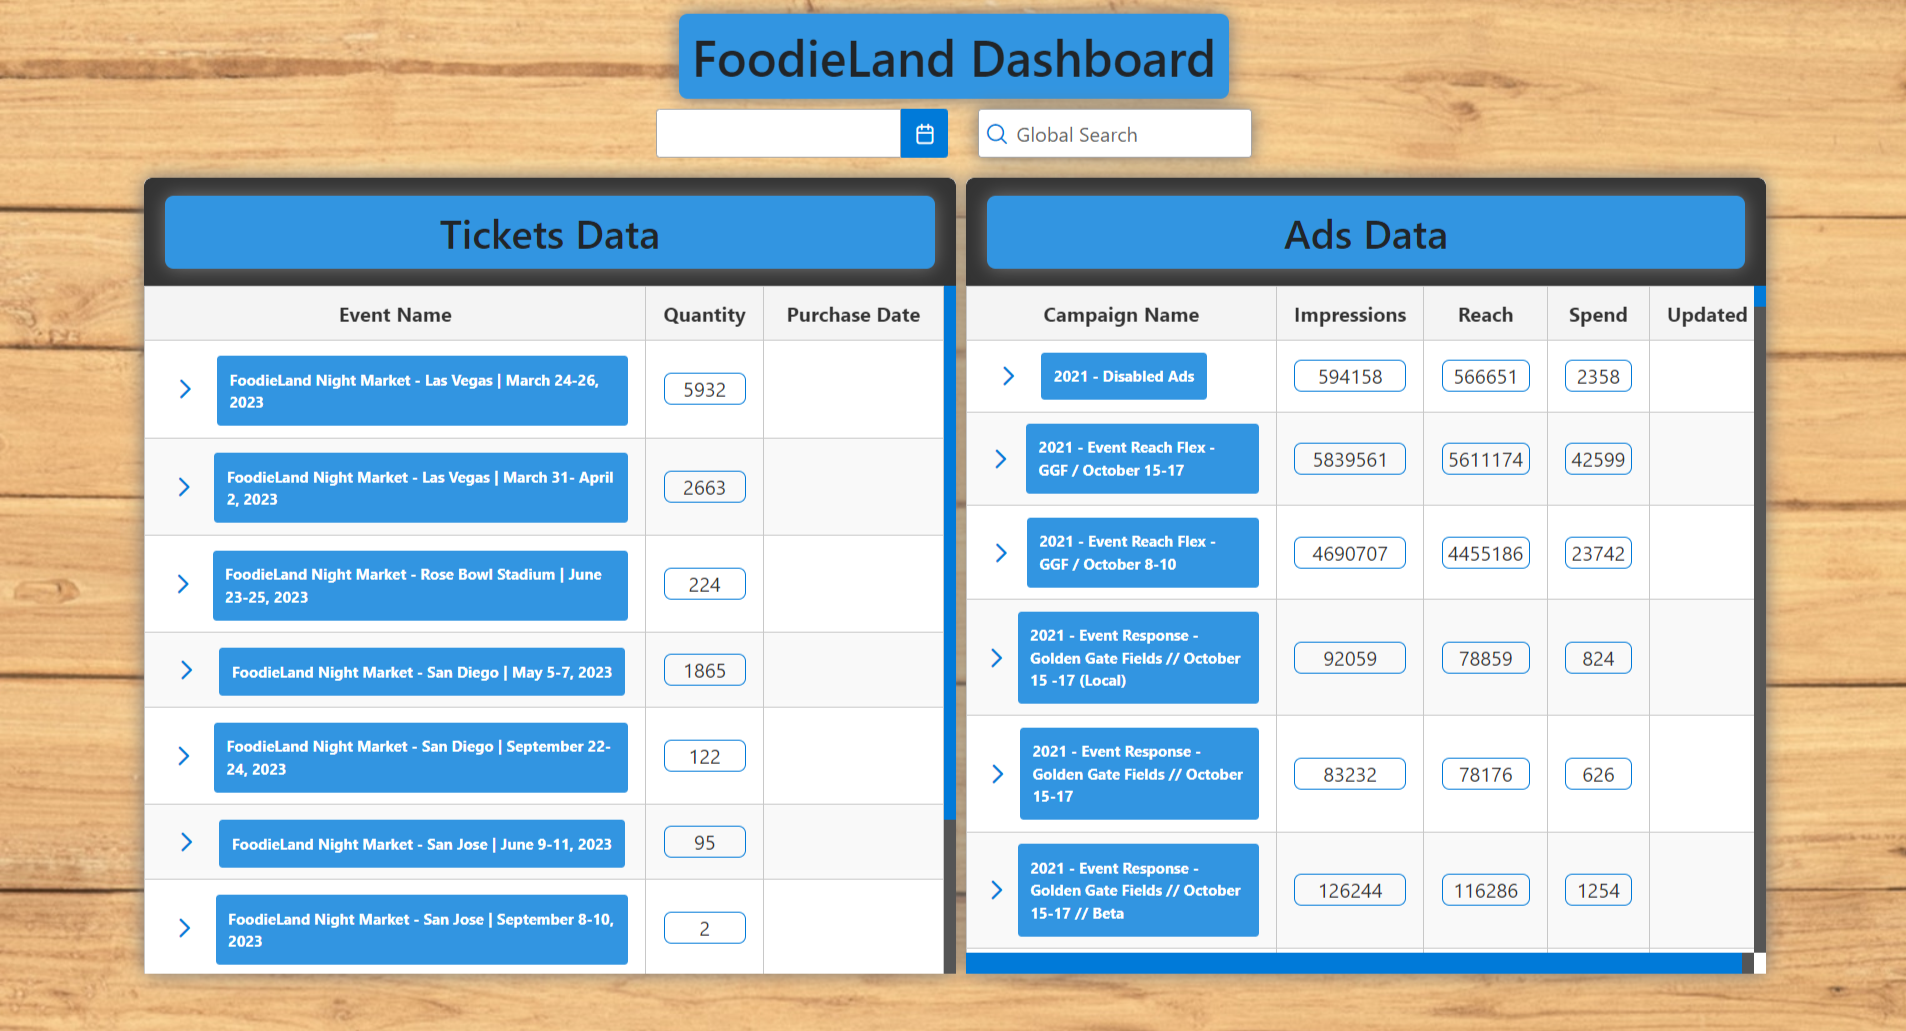 FoodieLand Dashboard
Global Search
Tickets Data
Event Name Quantity Purchase Date
FoodieLand Night Market - Las Vegas | March 24-26,
2023
5932
FoodieLand Night Market - Las Vegas | March 31- April
2, 2023
2663
FoodieLand Night Market - Rose Bowl Stadium | June
23-25, 2023
224
FoodieLand Night Market - San Diego | May 5-7, 2023
1865
FoodieLand Night Market - San Diego | September 22-
24, 2023
122
FoodieLand Night Market - San Jose | June 9-11, 2023
95
FoodieLand Night Market - San Jose | September 8-10,
2023
2
Ads Data
Campaign Name Impressions Reach Spend Updated
2021 - Disabled Ads
594158 566651 2358
2021 - Event Reach Flex -
GGF / October 15-17
5839561 5611174 42599
2021 - Event Reach Flex -
GGF / October 8-10
4690707 4455186 23742
2021 - Event Response -
Golden Gate Fields // October
15 -17 (Local)
92059 78859 824
2021 - Event Response -
Golden Gate Fields // October
15-17
83232 78176 626
2021 - Event Response -
Golden Gate Fields // October
15-17 // Beta
126244 116286 1254